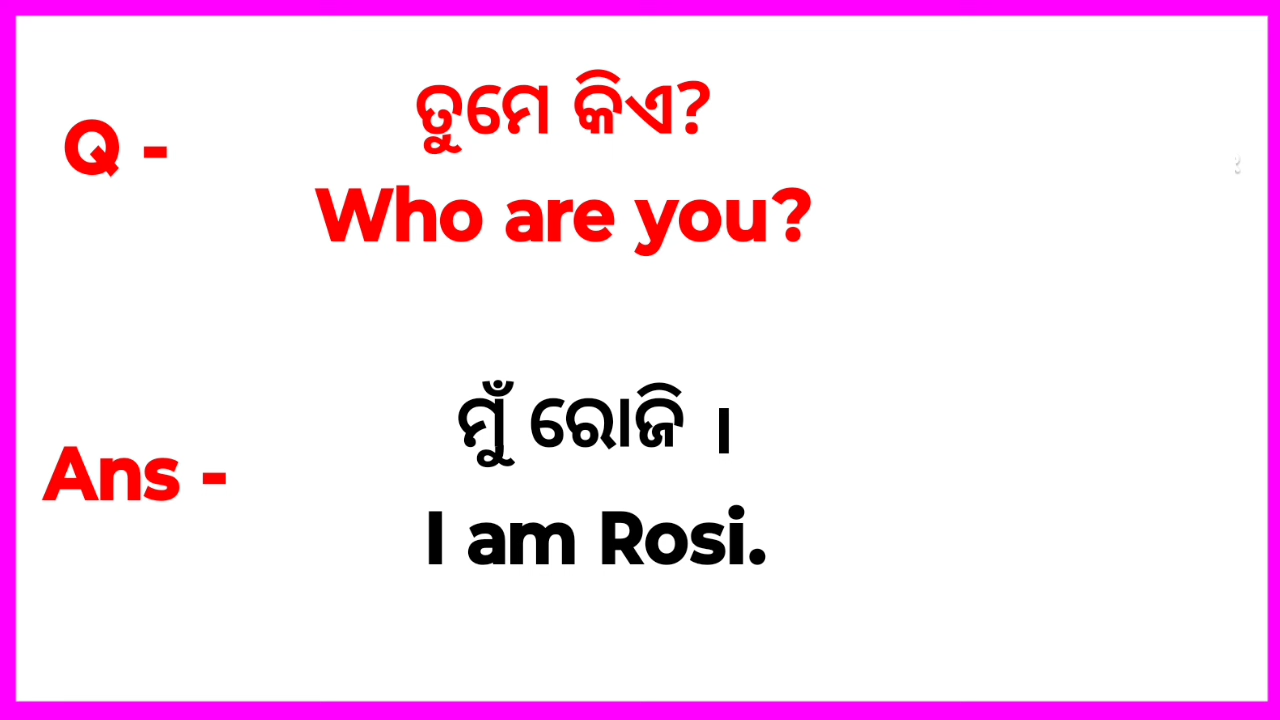 Q -
ତୁମେ କିଏ?
Who are you?
Ans -
ମୁଁ ରୋଜି ।
I am Rosi.